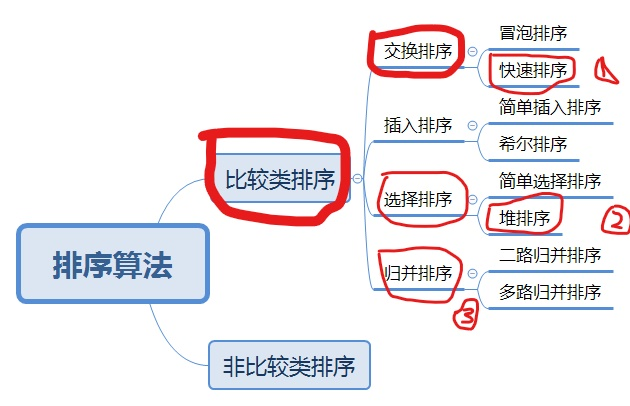 交换排序
冒泡排序
快速排序
①
插入排序
简单插入排序
希尔排序
比较类排序
选择排序
简单选择排序
堆排序
②
排序算法
归并排序
二路归并排序
多路归并排序
③
非比较类排序